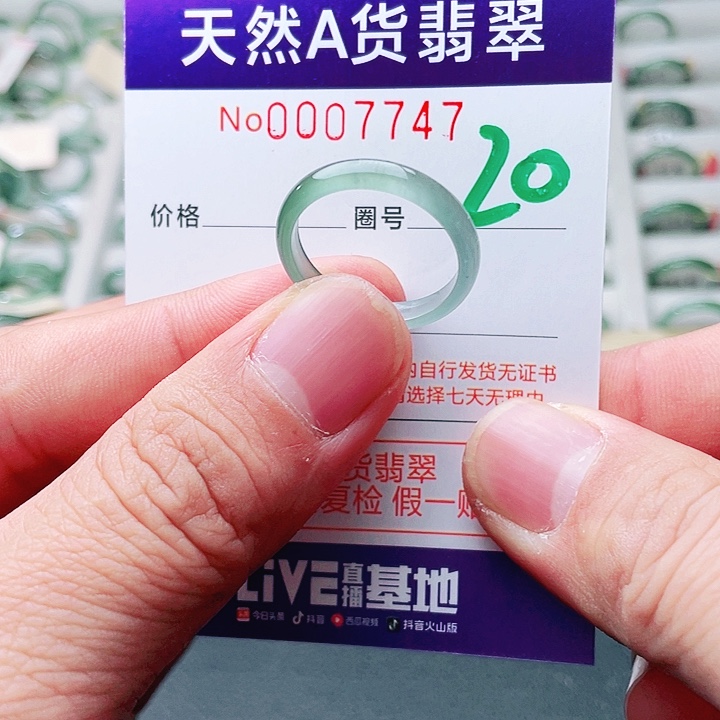 天然A货翡翠
No0007747
20
价格 圈号
自行发货无证书
选择七天无理由
货翡翠
复检 假一
LIVE直播基地
今日头条 抖音 西瓜视频 抖音火山版